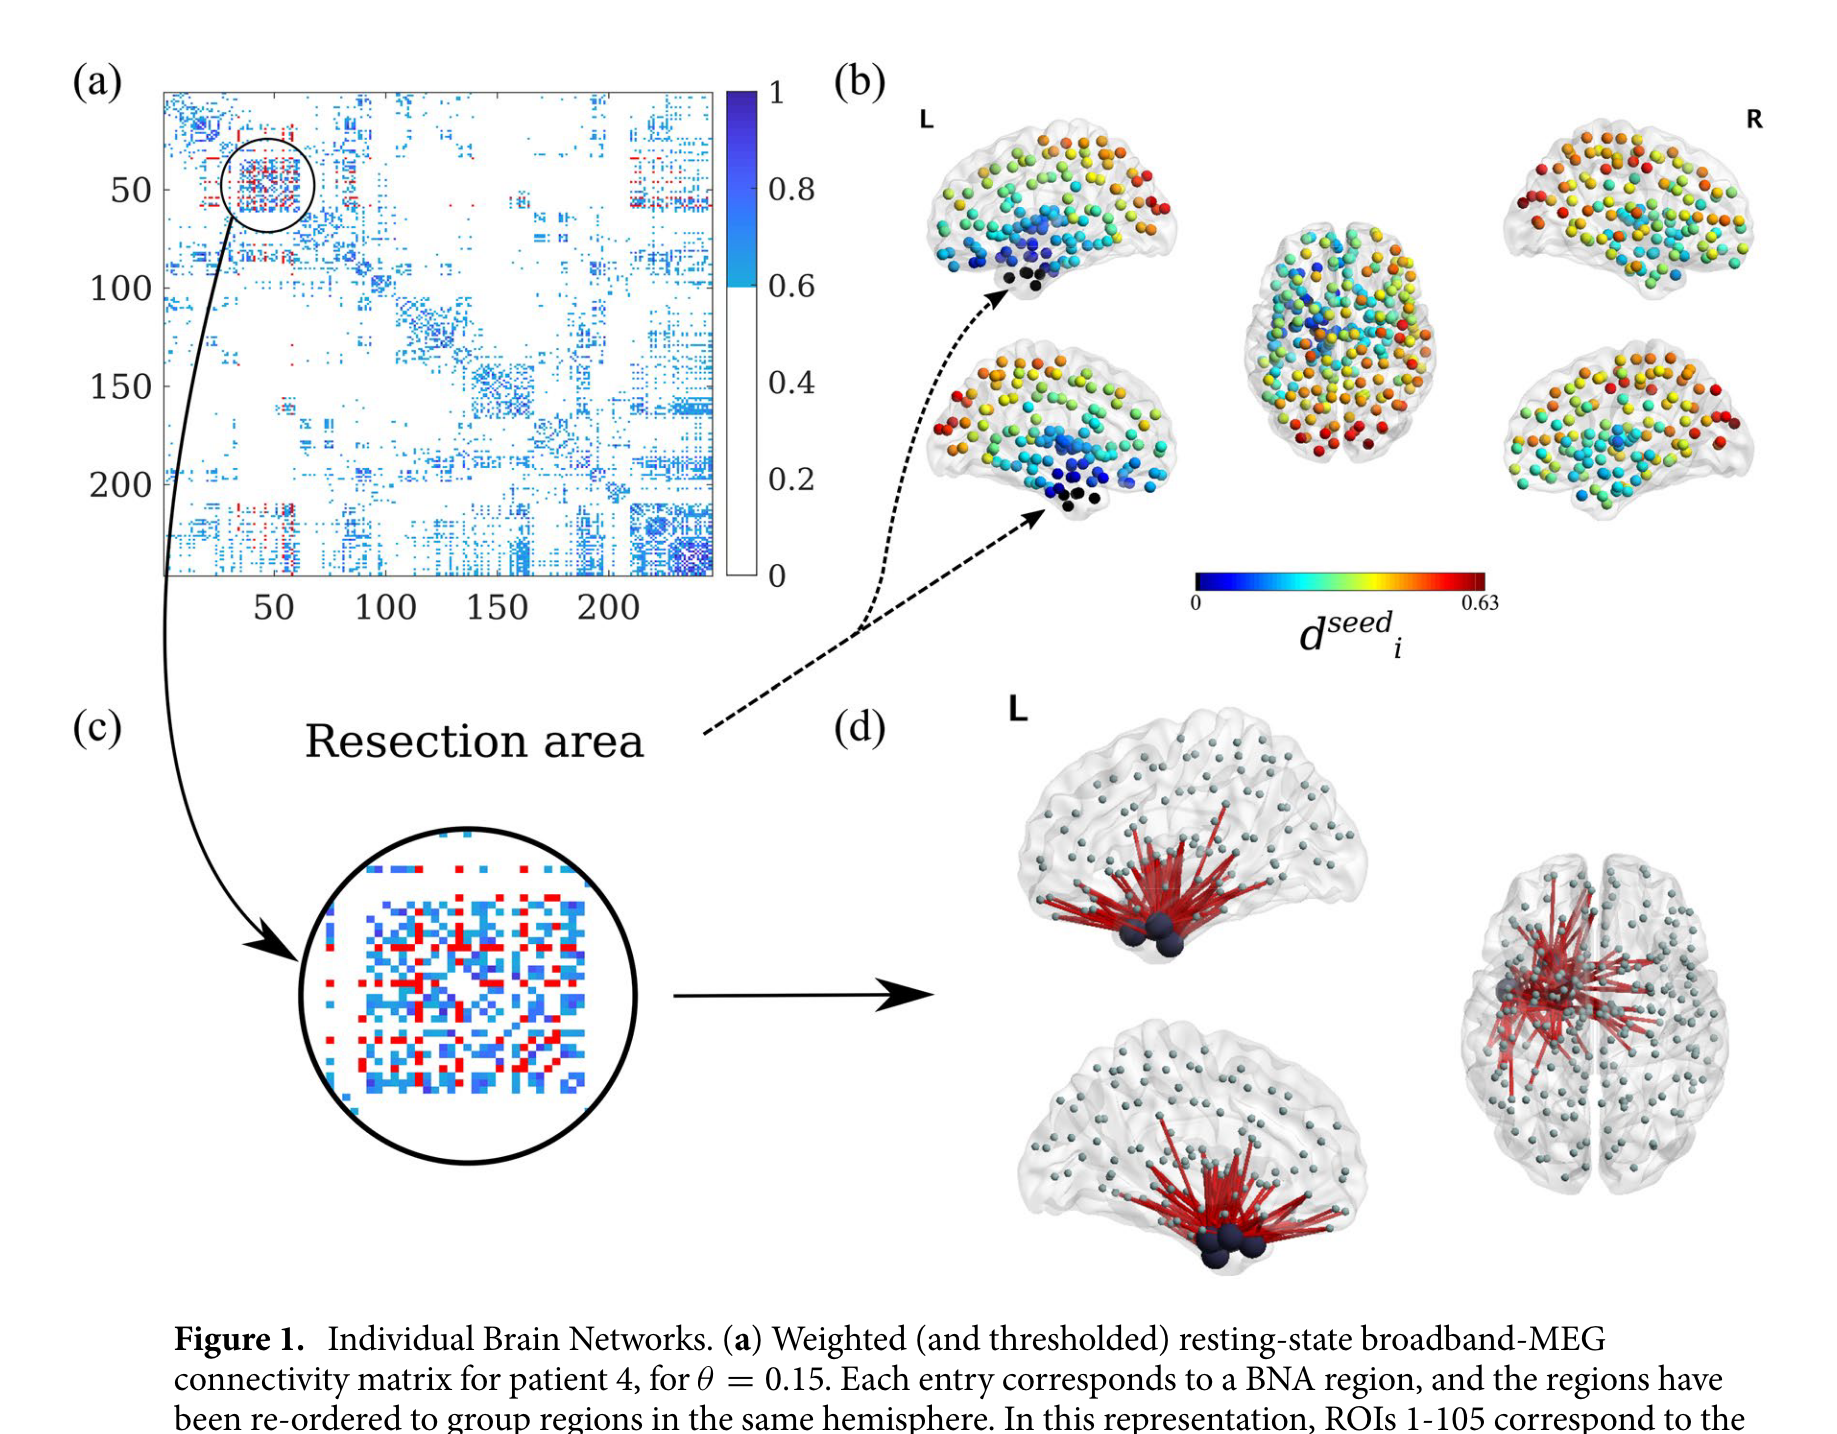 (a)
50
100
150
200
50 100 150 200
1
0.8
0.6
0.4
0.2
0
(b)
L
R
0 0.63
d^seed_i
(c)
Resection area
(d)
L
Figure 1. Individual Brain Networks. (a) Weighted (and thresholded) resting-state broadband-MEG
connectivity matrix for patient 4, for θ = 0.15. Each entry corresponds to a BNA region, and the regions have
been re-ordered to group regions in the same hemisphere. In this representation, ROIs 1-105 correspond to the